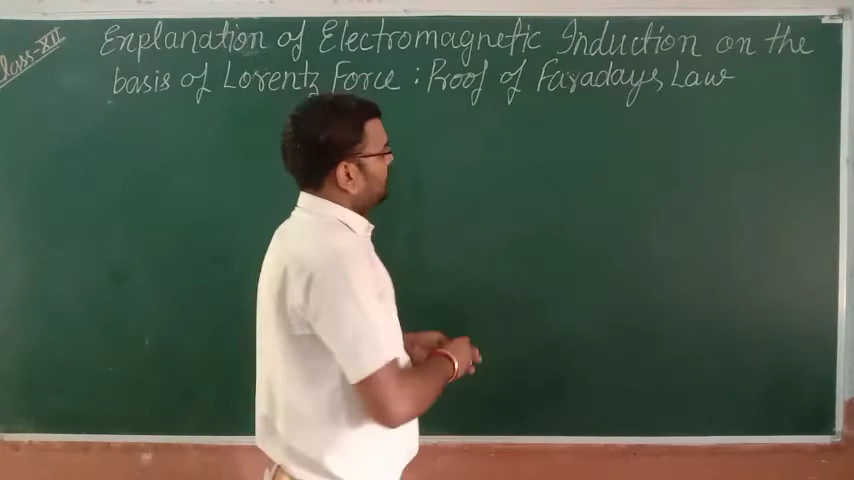 Class-XII
Explanation of Electromagnetic Induction on the
basis of Lorentz Force : Proof of Faradays Law